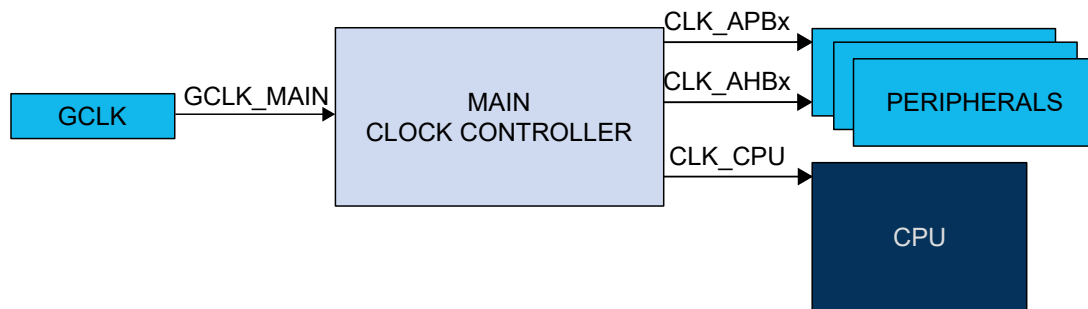 GCLK
GCLK_MAIN
MAIN
CLOCK CONTROLLER
CLK_APBx
CLK_AHBx
CLK_CPU
PERIPHERALS
CPU